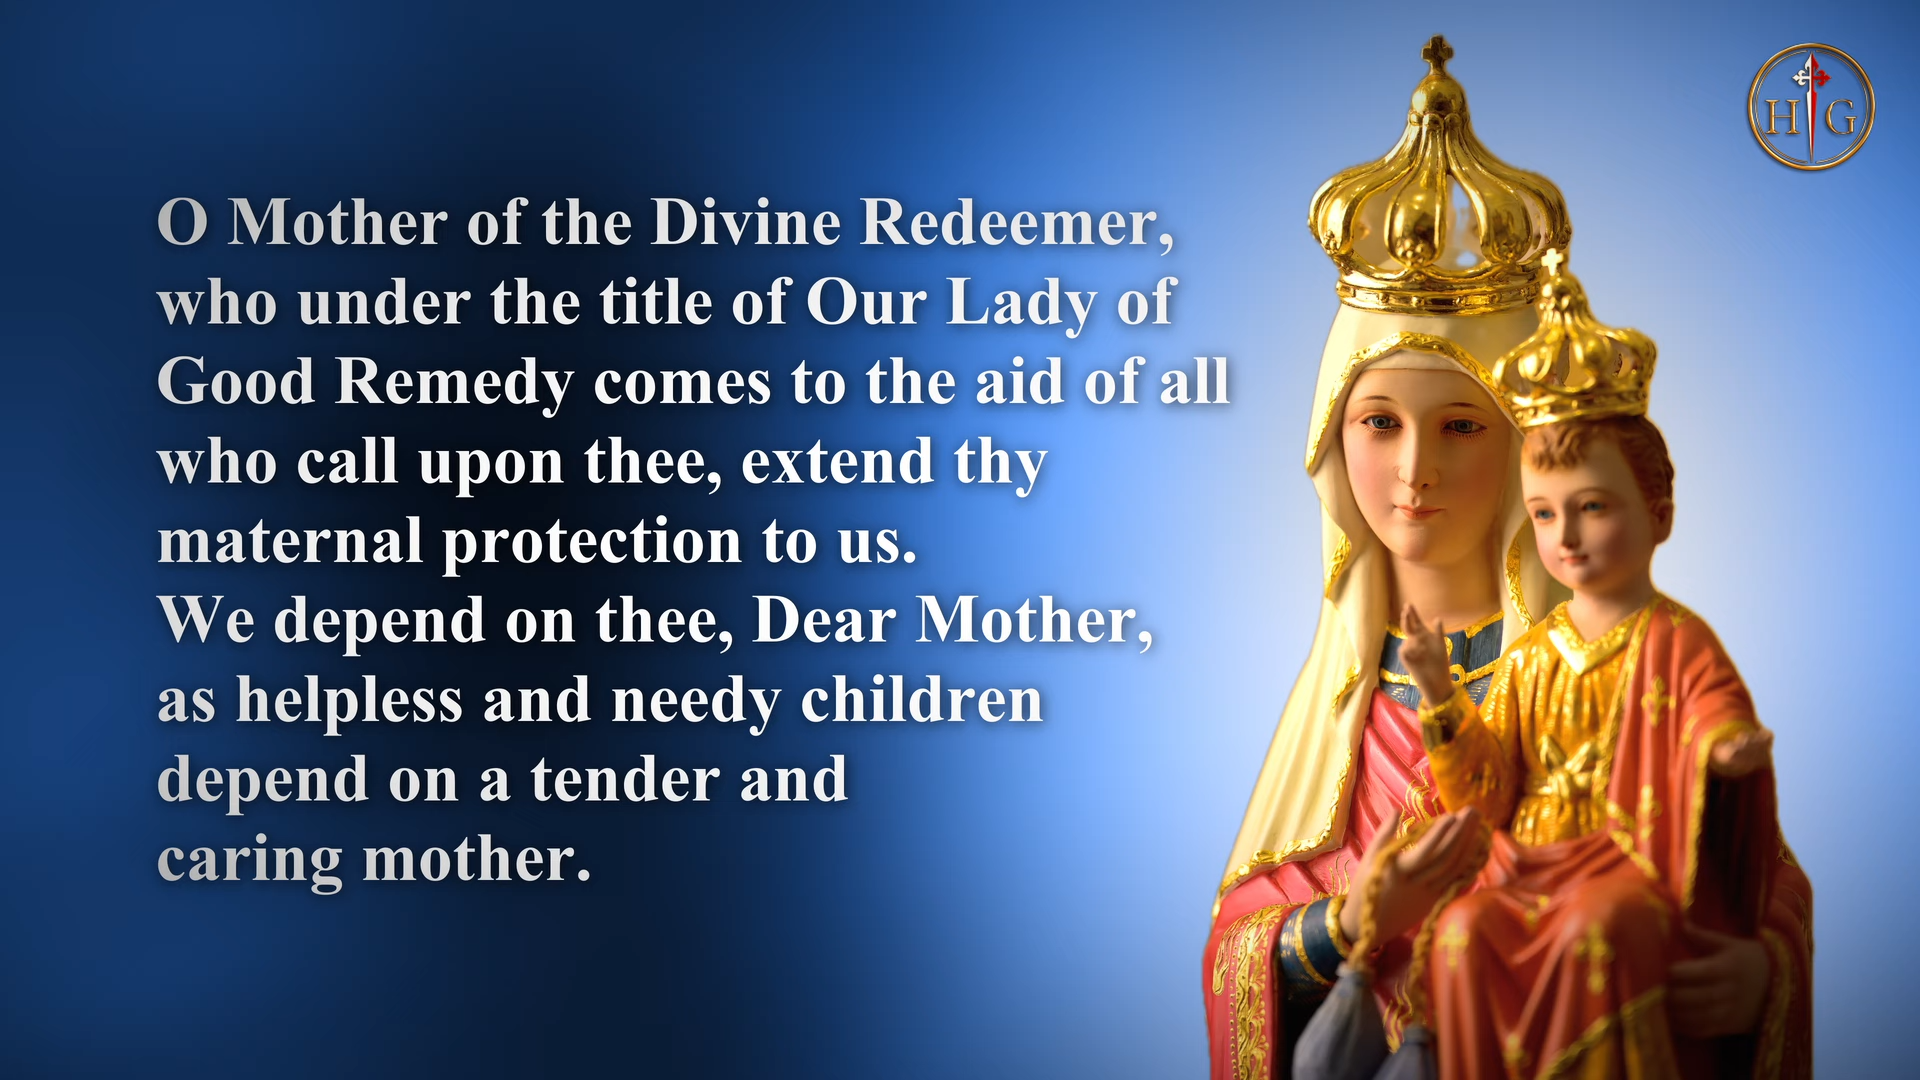 O Mother of the Divine Redeemer,
who under the title of Our Lady of
Good Remedy comes to the aid of all
who call upon thee, extend thy
maternal protection to us.
We depend on thee, Dear Mother,
as helpless and needy children
depend on a tender and
caring mother.
H G